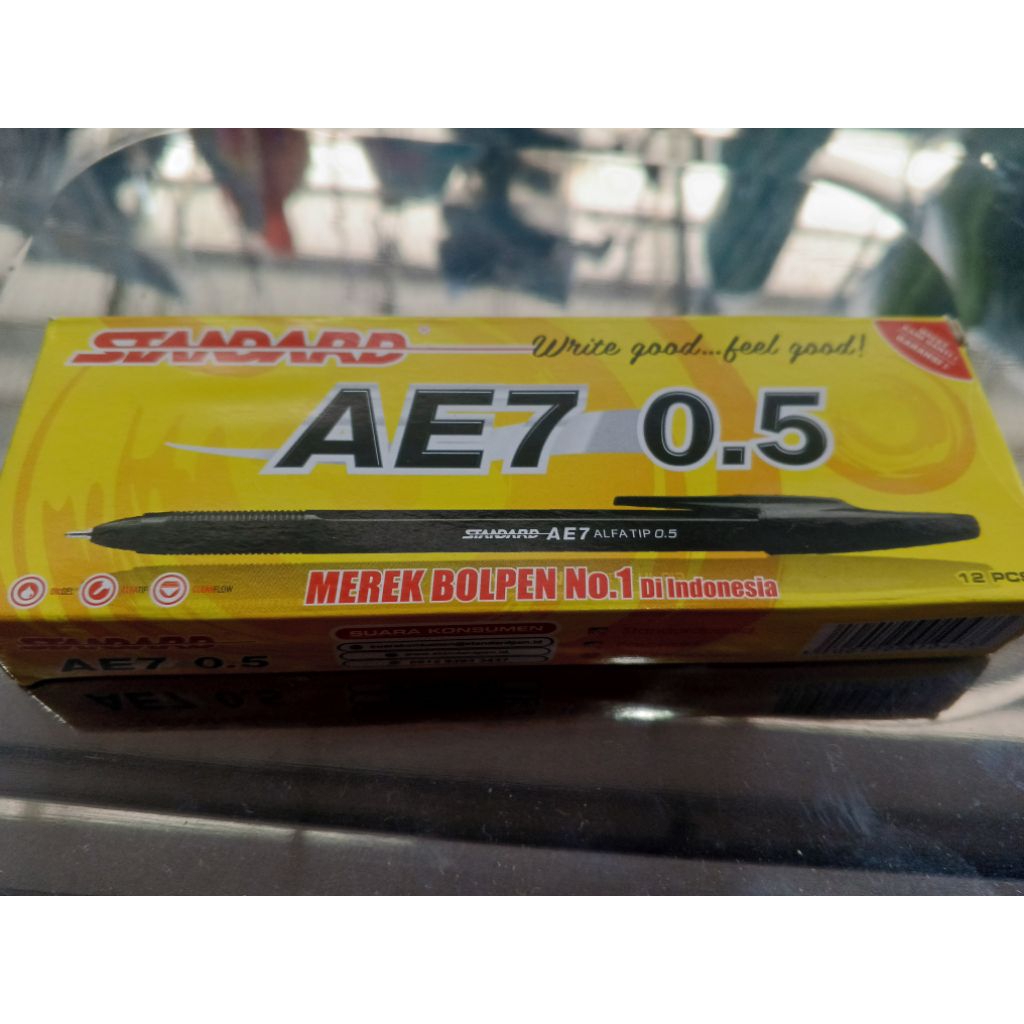 STANDARD
Write good...feel good!
GARANSI!
AE7 0.5
STANDARD AE7 ALFATIP 0.5
MEREK BOLPEN No.1 Di Indonesia
12 PCS
STANDARD
AE7 0.5
SUARA KONSUMEN